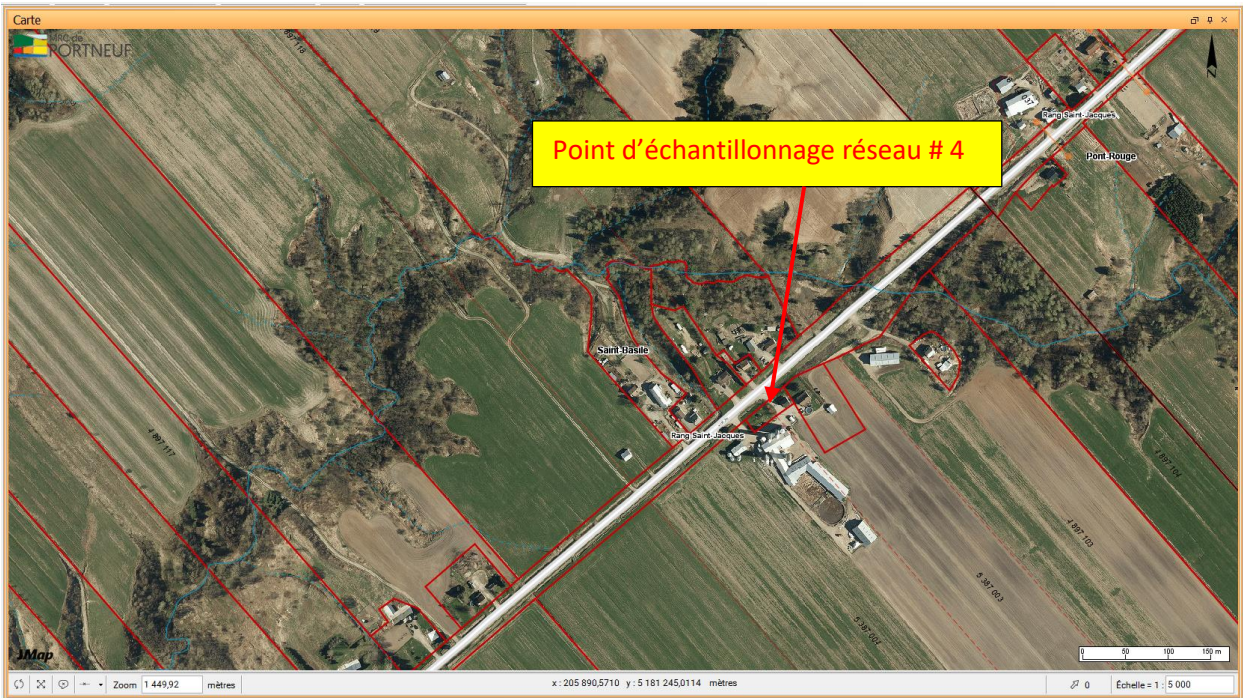 Carte
MRC de
PORTNEUF
N
Point d'échantillonnage réseau # 4
Rang Saint-Jacques
Pont-Rouge
Saint-Basile
Rang Saint-Jacques
4 897 117
4 897 104
4 897 103
5 387 003
0 50 100 150 m
JMap
Zoom 1 449,92 mètres
x : 205 890,5710 y : 5 181 245,0114 mètres
0
Échelle = 1 : 5 000